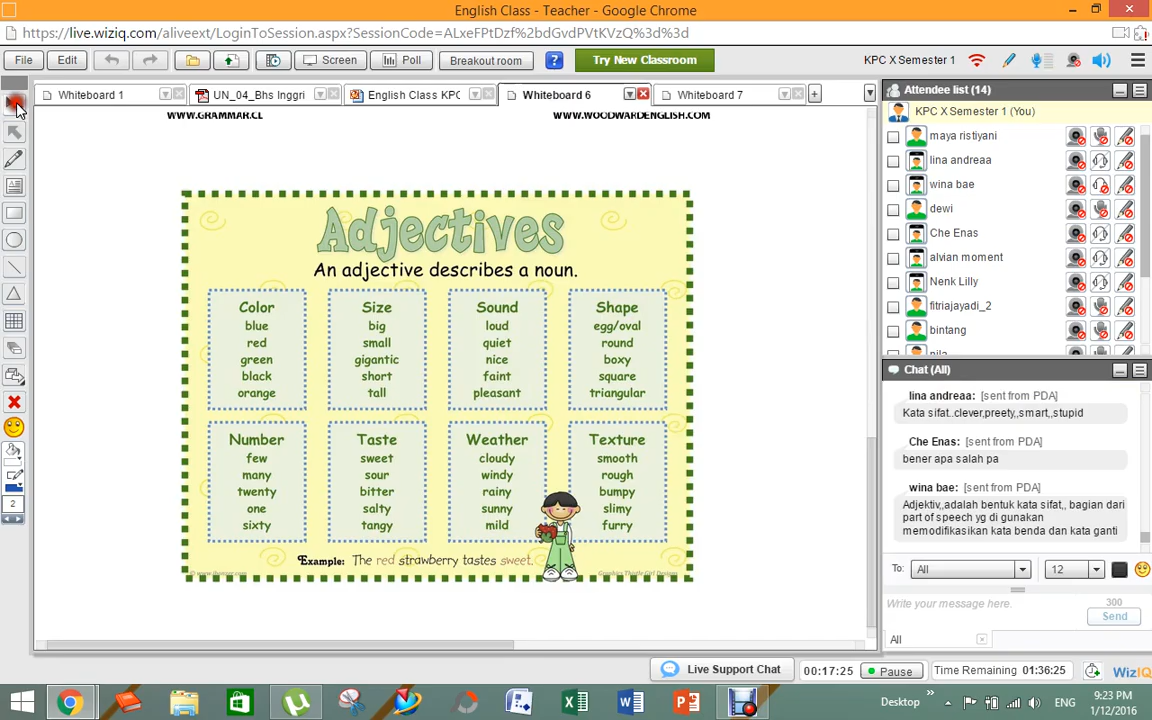 English Class - Teacher - Google Chrome
https://live.wiziq.com/aliveext/LoginToSession.aspx?SessionCode=ALxeFPtDzf%2bdGvdPVtKVzQ%3d%3d
File Edit Screen Poll Breakout room ? Try New Classroom KPC X Semester 1
Whiteboard 1 UN_04_Bhs Inggri English Class KPC Whiteboard 6 Whiteboard 7 +
WWW.GRAMMAR.CL WWW.WOODWARDENGLISH.COM
Adjectives
An adjective describes a noun.
Color
blue
red
green
black
orange
Size
big
small
gigantic
short
tall
Sound
loud
quiet
nice
faint
pleasant
Shape
egg/oval
round
boxy
square
triangular
Number
few
many
twenty
one
sixty
Taste
sweet
sour
bitter
salty
tangy
Weather
cloudy
windy
rainy
sunny
mild
Texture
smooth
rough
bumpy
slimy
furry
Example: The red strawberry tastes sweet.
Graphics Thistle Girl Designs
2
Attendee list (14)
KPC X Semester 1 (You)
maya ristiyani
lina andreaa
wina bae
dewi
Che Enas
alvian moment
Nenk Lilly
fitriajayadi_2
bintang
nila
Chat (All)
lina andreaa: [sent from PDA]
Kata sifat..clever,preety,,smart,,stupid
Che Enas: [sent from PDA]
bener apa salah pa
wina bae: [sent from PDA]
Adjektiv,,adalah bentuk kata sifat,, bagian dari
part of speech yg di gunakan
memodifikasikan kata benda dan kata ganti
To: All 12
Write your message here. 300
Send
All
Live Support Chat 00:17:25 Pause Time Remaining 01:36:25 WizIQ
Desktop ENG 9:23 PM
1/12/2016